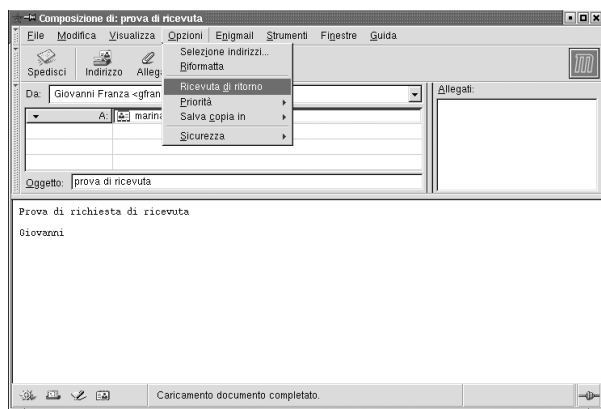 Composizione di: prova di ricevuta
File Modifica Visualizza Opzioni Enigmail Strumenti Finestre Guida
Spedisci Indirizzo Alleg
Selezione indirizzi...
Riformatta
Ricevuta di ritorno
Priorità
Salva copia in
Sicurezza
Da: Giovanni Franza <gfran
A: marina
Oggetto: prova di ricevuta
Allegati:
Prova di richiesta di ricevuta
Giovanni
Caricamento documento completato.